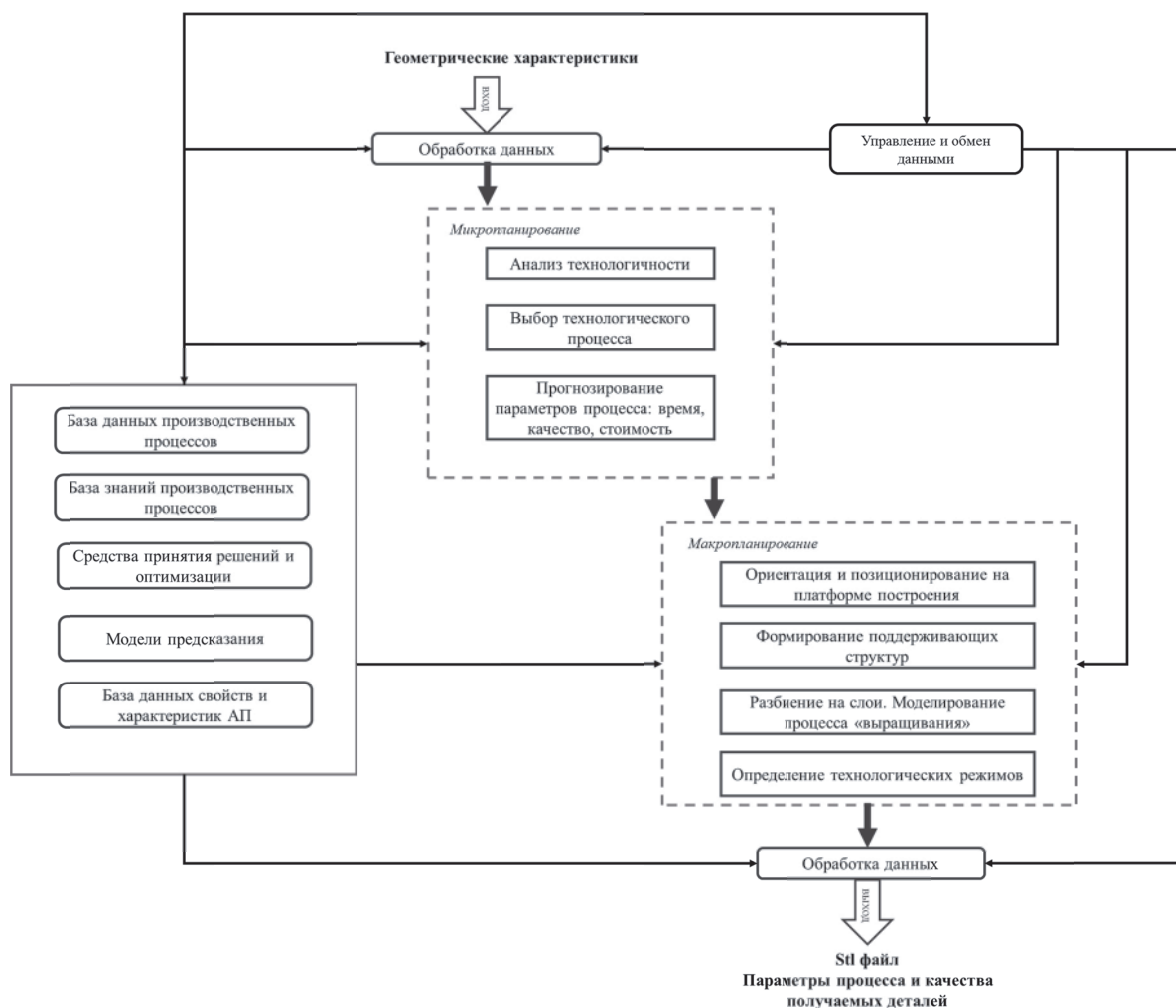 Геометрические характеристики
ВХОД
Обработка данных
Управление и обмен
данными
Микропланирование
Анализ технологичности
Выбор технологического
процесса
Прогнозирование
параметров процесса: время,
качество, стоимость
База данных производственных
процессов
База знаний производственных
процессов
Средства принятия решений и
оптимизации
Модели предсказания
База данных свойств и
характеристик АП
Макропланирование
Ориентация и позиционирование на
платформе построения
Формирование поддерживающих
структур
Разбиение на слои. Моделирование
процесса «выращивания»
Определение технологических режимов
Обработка данных
ВЫХОД
Stl файл
Параметры процесса и качества
получаемых деталей